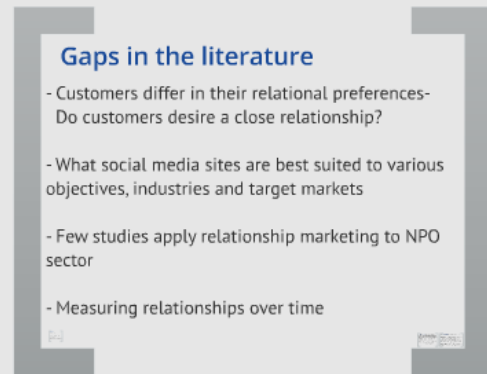 Gaps in the literature
- Customers differ in their relational preferences-
Do customers desire a close relationship?
- What social media sites are best suited to various
objectives, industries and target markets
- Few studies apply relationship marketing to NPO
sector
- Measuring relationships over time